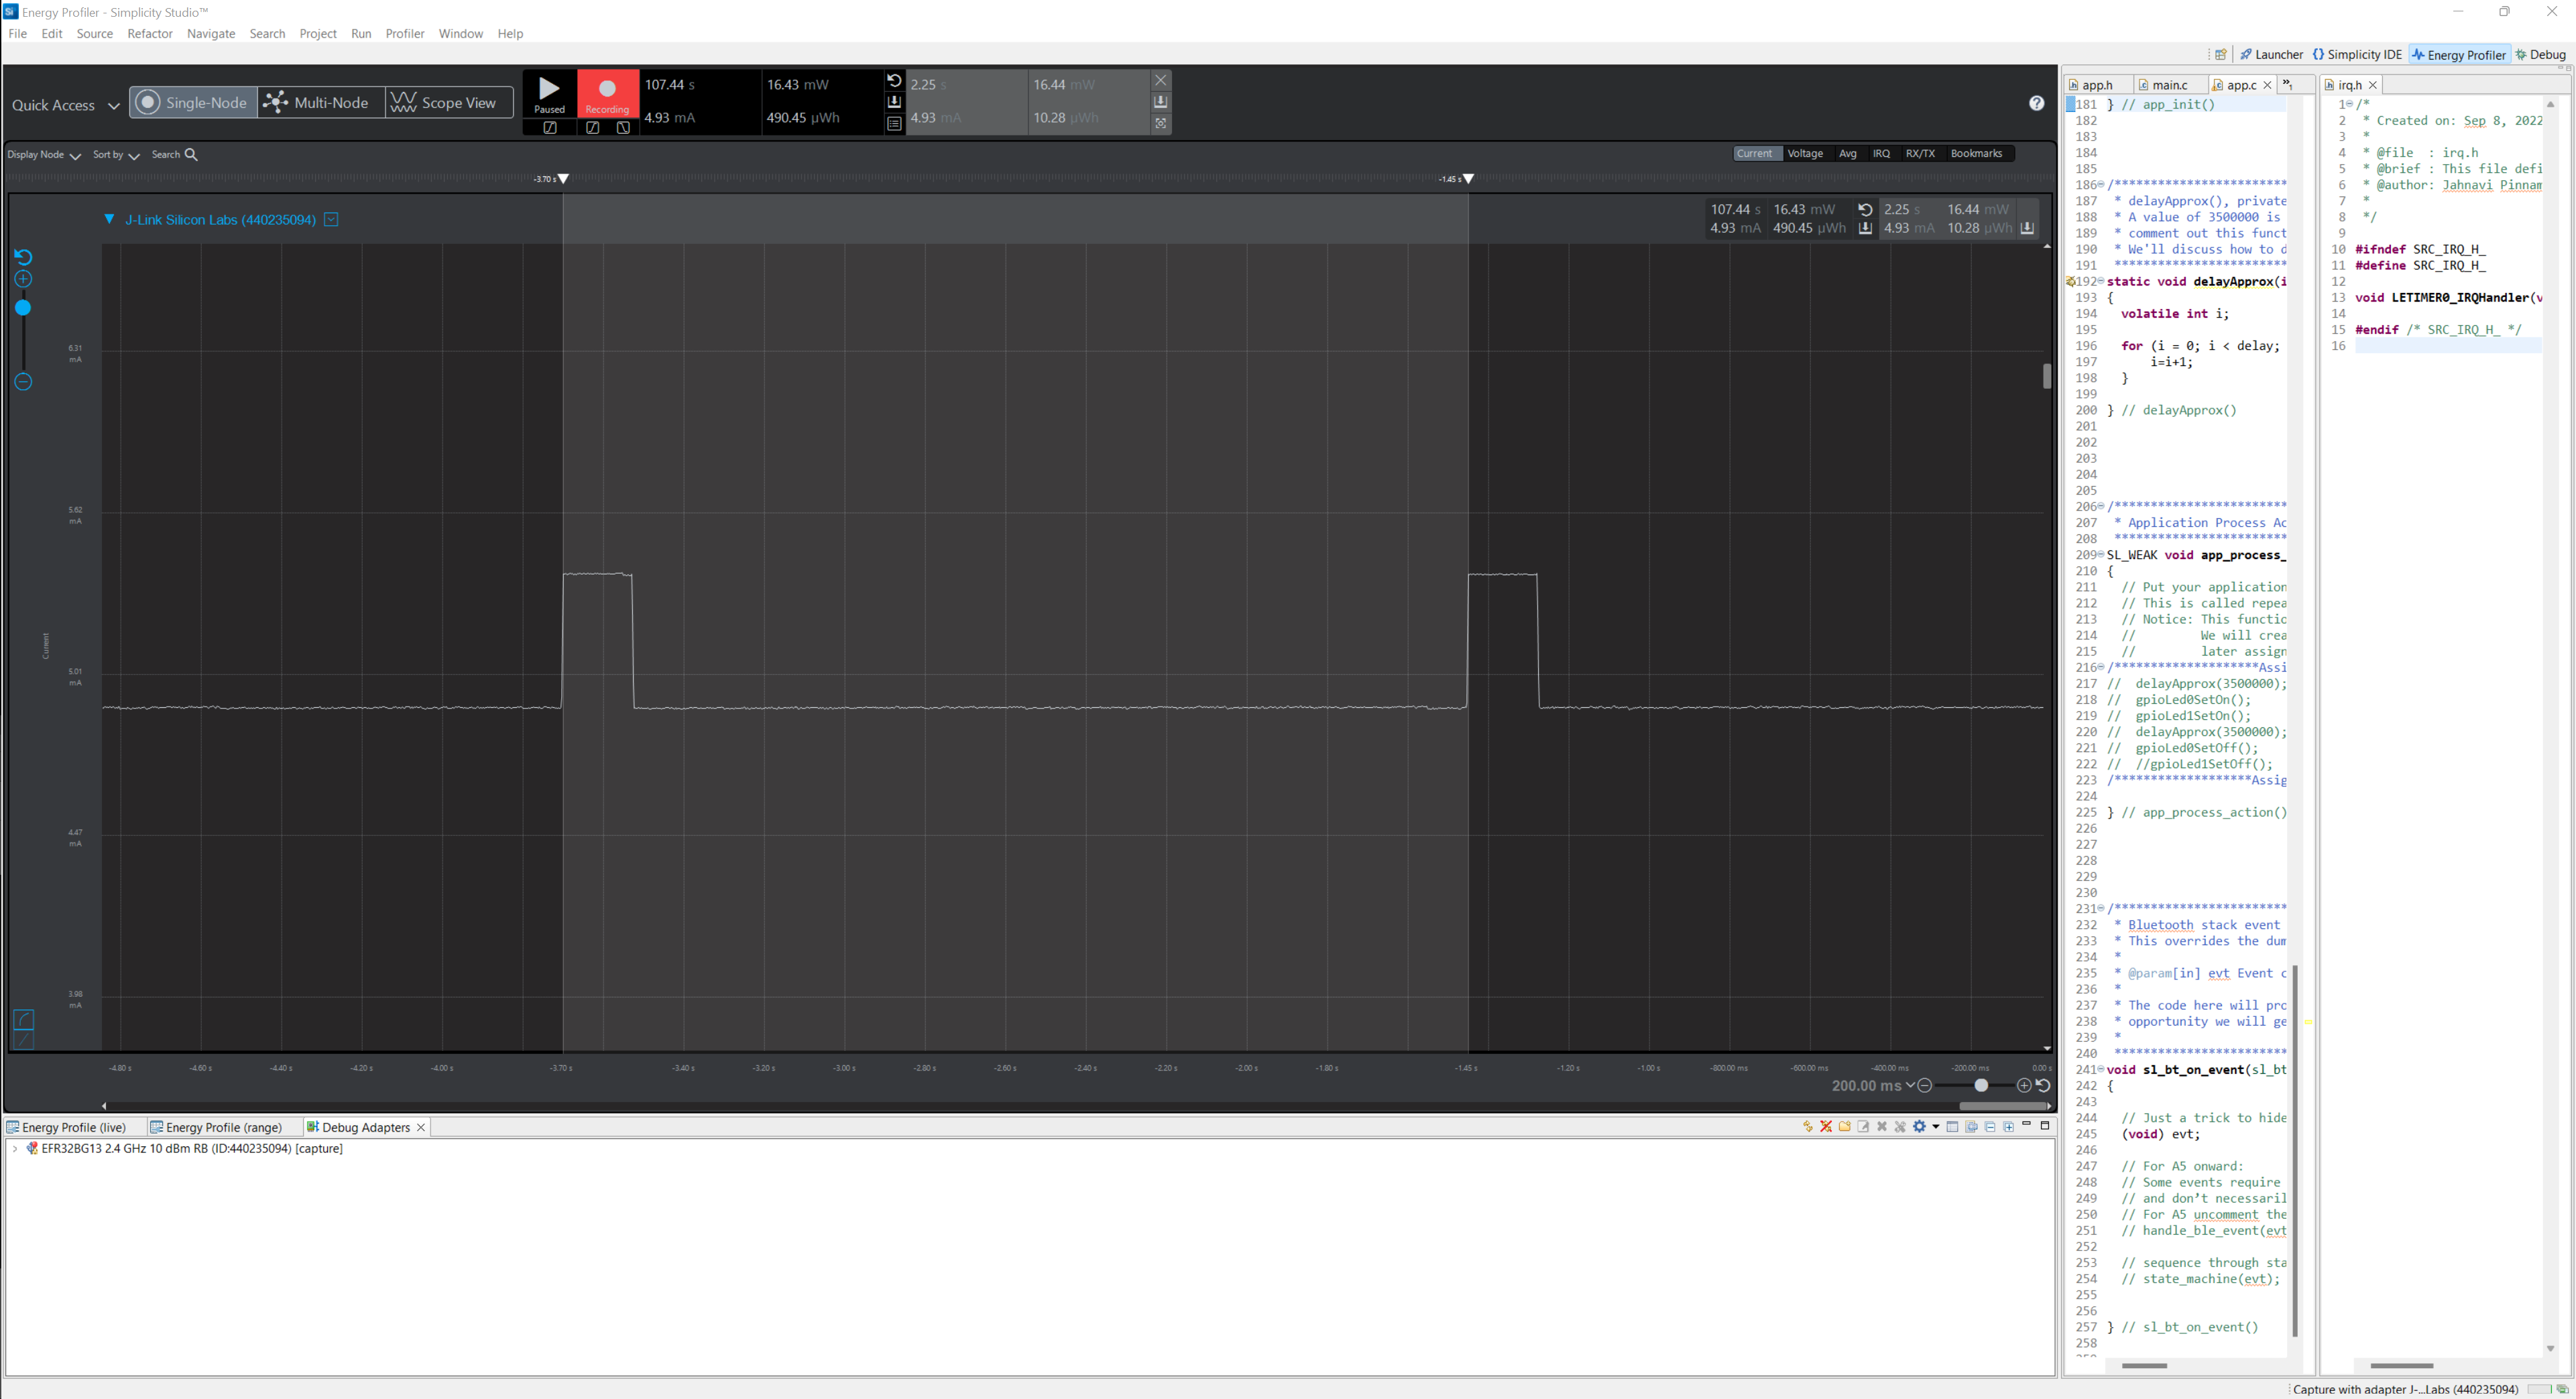 Energy Profiler - Simplicity Studio™
File Edit Source Refactor Navigate Search Project Run Profiler Window Help
Launcher Simplicity IDE Energy Profiler Debug
Quick Access Single-Node Multi-Node Scope View
Paused Recording
107.44 s 16.43 mW 2.25 s 16.44 mW
4.93 mA 490.45 µWh 4.93 mA 10.28 µWh
Display Node Sort by Search
Current Voltage Avg IRQ RX/TX Bookmarks
-3.70 s -1.45 s
J-Link Silicon Labs (440235094)
107.44 s 16.43 mW 2.25 s 16.44 mW
4.93 mA 490.45 µWh 4.93 mA 10.28 µWh
6.31 mA
5.62 mA
5.01 mA
Current
4.47 mA
3.98 mA
-4.80 s -4.60 s -4.40 s -4.20 s -4.00 s -3.70 s -3.40 s -3.20 s -3.00 s -2.80 s -2.60 s -2.40 s -2.20 s -2.00 s -1.80 s -1.45 s -1.20 s -1.00 s -800.00 ms -600.00 ms -400.00 ms -200.00 ms 0.00 s
200.00 ms
Energy Profile (live) Energy Profile (range) Debug Adapters
EFR32BG13 2.4 GHz 10 dBm RB (ID:440235094) [capture]
app.h main.c app.c »1
181 } // app_init()
182
183
184
185
186 /************************
187 * delayApprox(), private
188 * A value of 3500000 is
189 * comment out this funct
190 * We'll discuss how to d
191 ************************
192 static void delayApprox(i
193 {
194 volatile int i;
195
196 for (i = 0; i < delay;
197 i=i+1;
198 }
199
200 } // delayApprox()
201
202
203
204
205
206 /************************
207 * Application Process Ac
208 ************************
209 SL_WEAK void app_process_
210 {
211 // Put your application
212 // This is called repea
213 // Notice: This functio
214 // We will crea
215 // later assign
216 /********************Assi
217 // delayApprox(3500000);
218 // gpioLed0SetOn();
219 // gpioLed1SetOn();
220 // delayApprox(3500000);
221 // gpioLed0SetOff();
222 // //gpioLed1SetOff();
223 /*******************Assig
224
225 } // app_process_action()
226
227
228
229
230
231 /************************
232 * Bluetooth stack event
233 * This overrides the dum
234 *
235 * @param[in] evt Event c
236 *
237 * The code here will pro
238 * opportunity we will ge
239 *
240 ************************
241 void sl_bt_on_event(sl_bt
242 {
243
244 // Just a trick to hide
245 (void) evt;
246
247 // For A5 onward:
248 // Some events require
249 // and don't necessaril
250 // For A5 uncomment the
251 // handle_ble_event(evt
252
253 // sequence through sta
254 // state_machine(evt);
255
256
257 } // sl_bt_on_event()
258
irq.h
1 /*
2 * Created on: Sep 8, 2022
3 *
4 * @file : irq.h
5 * @brief : This file defi
6 * @author: Jahnavi Pinnam
7 *
8 */
9
10 #ifndef SRC_IRQ_H_
11 #define SRC_IRQ_H_
12
13 void LETIMER0_IRQHandler(v
14
15 #endif /* SRC_IRQ_H_ */
16
Capture with adapter J-...Labs (440235094)